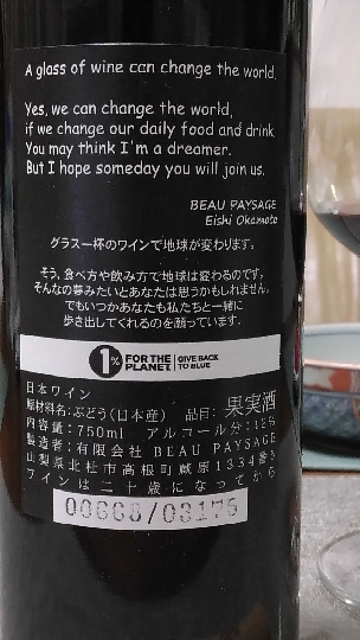 A glass of wine can change the world.
Yes, we can change the world,
if we change our daily food and drink.
You may think I'm a dreamer.
But I hope someday you will join us.
BEAU PAYSAGE
Eishi Okamoto
グラス一杯のワインで地球が変わります。
そう、食べ方や飲み方で地球は変わるのです。
そんなの夢みたいとあなたは思うかもしれません。
でもいつかあなたも私たちと一緒に
歩き出してくれるのを願っています。
1% FOR THE PLANET GIVE BACK TO BLUE
日本ワイン
原材料名:ぶどう(日本産) 品目:果実酒
内容量:750ml アルコール分:12%
製造者:有限会社 BEAU PAYSAGE
山梨県北杜市高根町蔵原1334番3
ワインは二十歳になってから
/03175